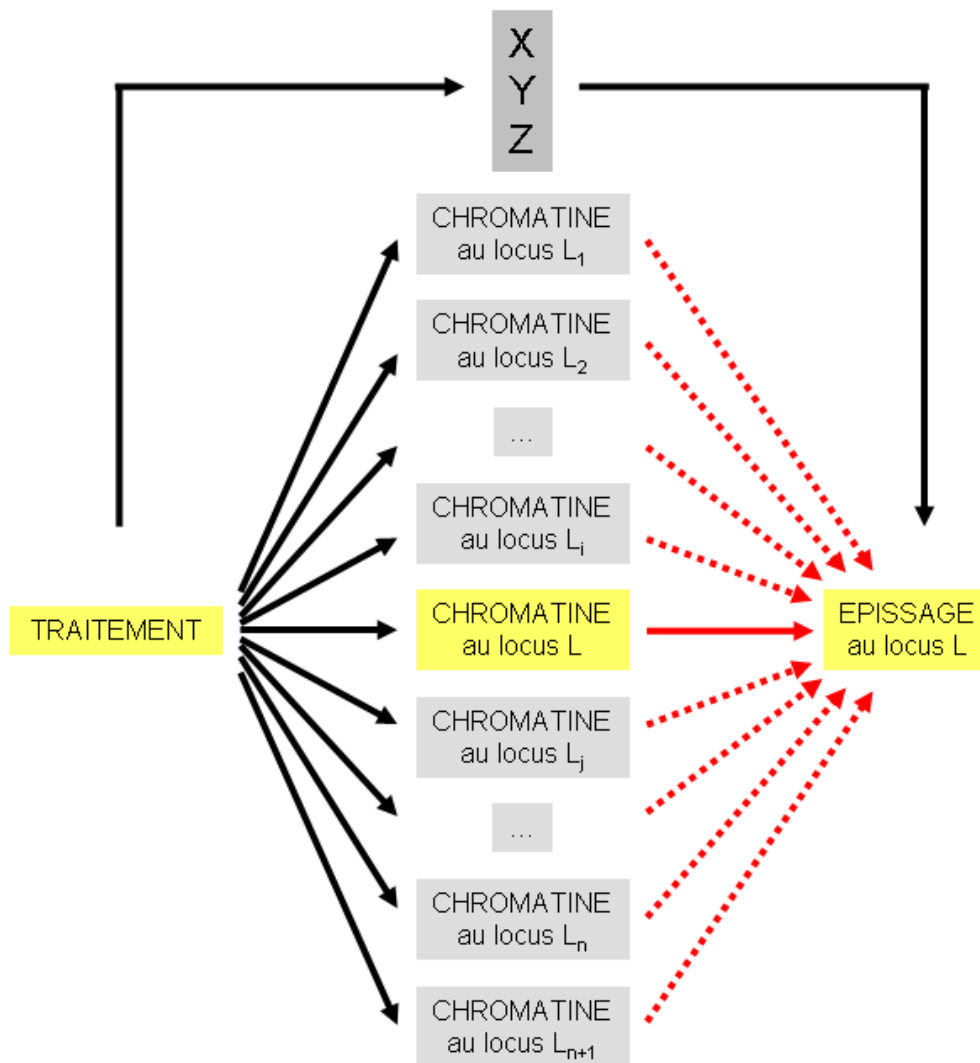 X
Y
Z
CHROMATINE
au locus L₁
CHROMATINE
au locus L₂
...
CHROMATINE
au locus Lᵢ
TRAITEMENT
CHROMATINE
au locus L
EPISSAGE
au locus L
CHROMATINE
au locus Lⱼ
...
CHROMATINE
au locus Lₙ
CHROMATINE
au locus Lₙ₊₁